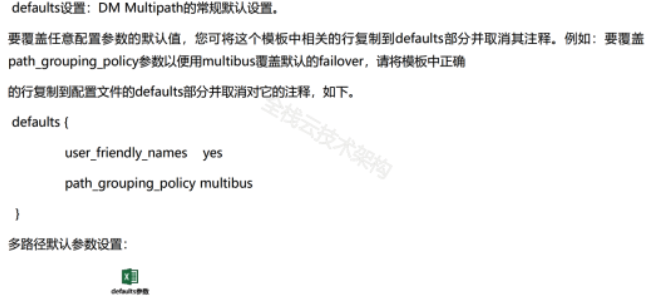 defaults设置：DM Multipath的常规默认设置。
要覆盖任意配置参数的默认值，您可将这个模板中相关的行复制到defaults部分并取消其注释。例如：要覆盖
path_grouping_policy参数以便用multibus覆盖默认的failover，请将模板中正确
的行复制到配置文件的defaults部分并取消对它的注释，如下。
defaults {
user_friendly_names yes
path_grouping_policy multibus
}
多路径默认参数设置：
defaults参数
全栈云技术架构